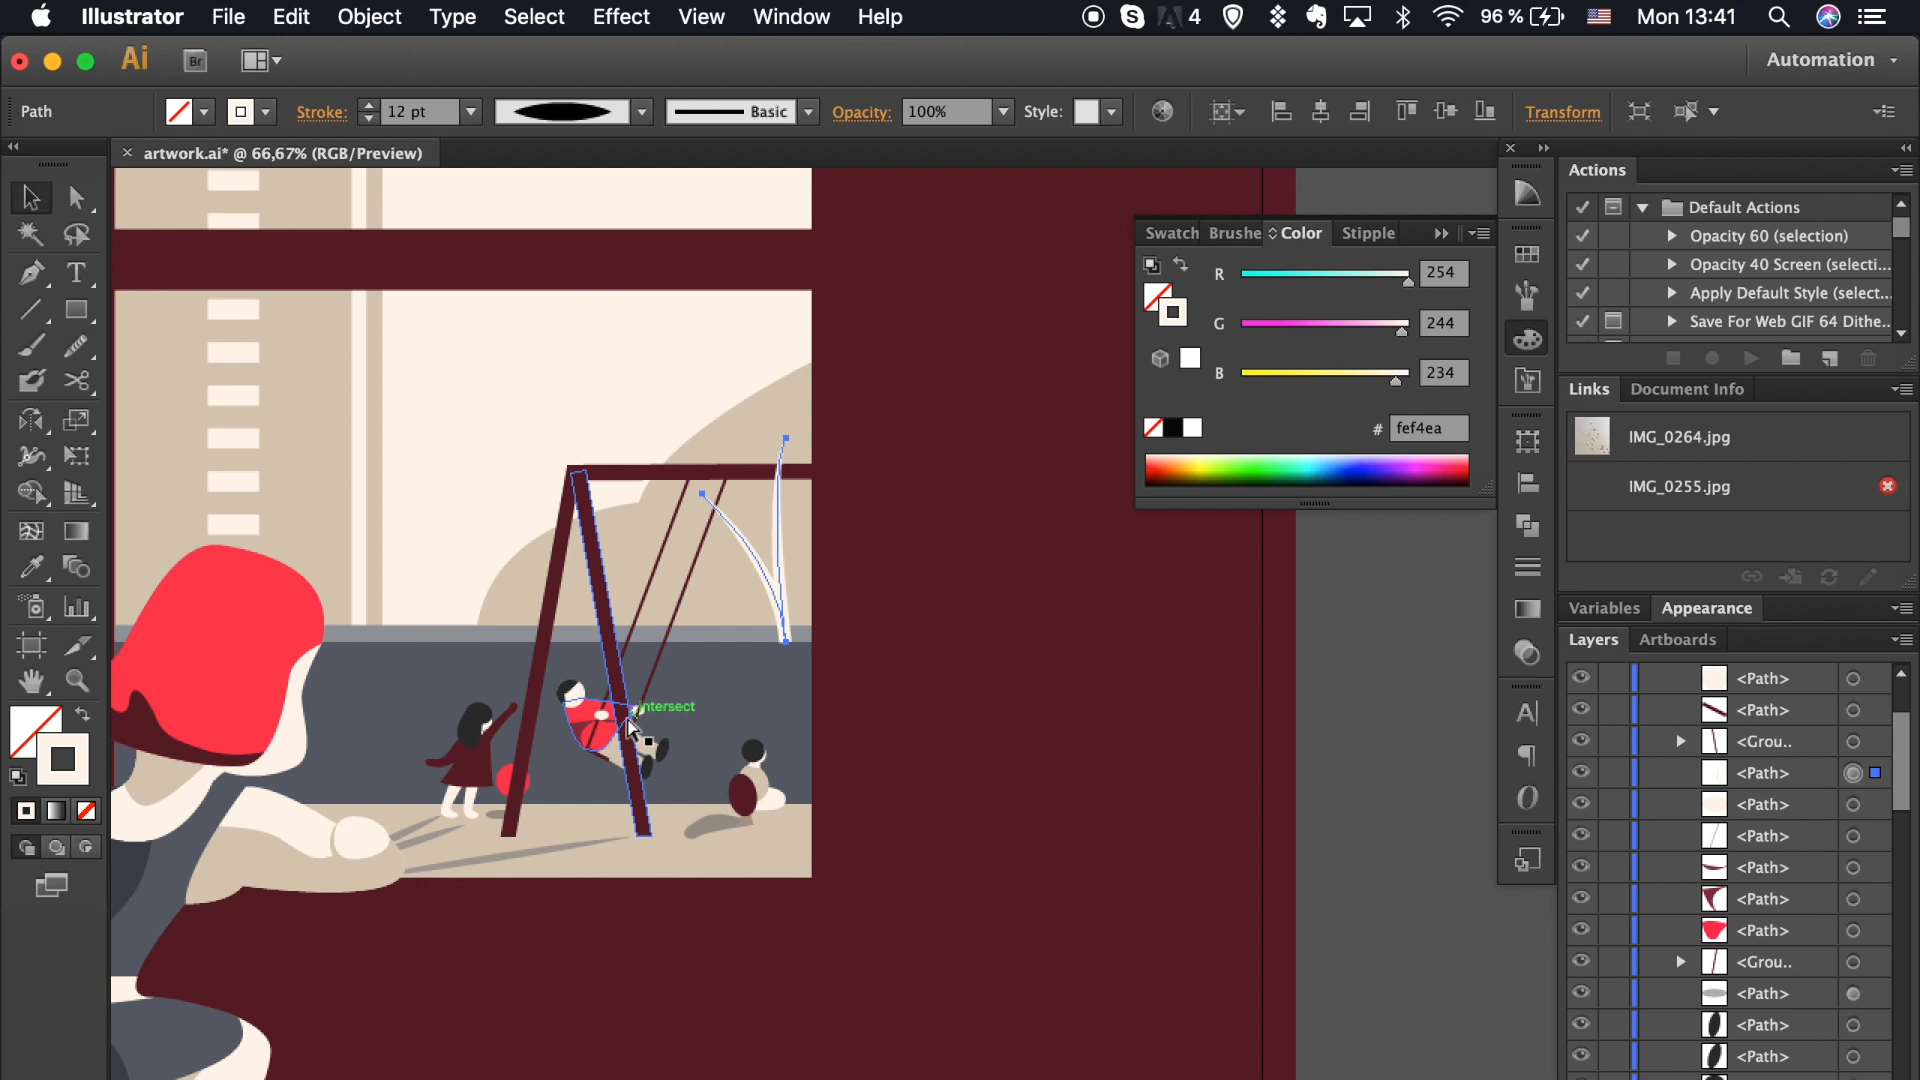 Illustrator File Edit Object Type Select Effect View Window Help 4 96 % Mon 13:41
Ai Br Automation
Path Stroke: 12 pt Basic Opacity: 100% Style: Transform
× artwork.ai* @ 66,67% (RGB/Preview)
Swatch Brushe Color Stipple
R 254
G 244
B 234
# fef4ea
intersect
Actions
Default Actions
Opacity 60 (selection)
Opacity 40 Screen (selecti...
Apply Default Style (select...
Save For Web GIF 64 Dithe...
Links Document Info
IMG_0264.jpg
IMG_0255.jpg
Variables Appearance
Layers Artboards
<Path>
<Path>
<Grou..
<Path>
<Path>
<Path>
<Path>
<Path>
<Path>
<Grou..
<Path>
<Path>
<Path>